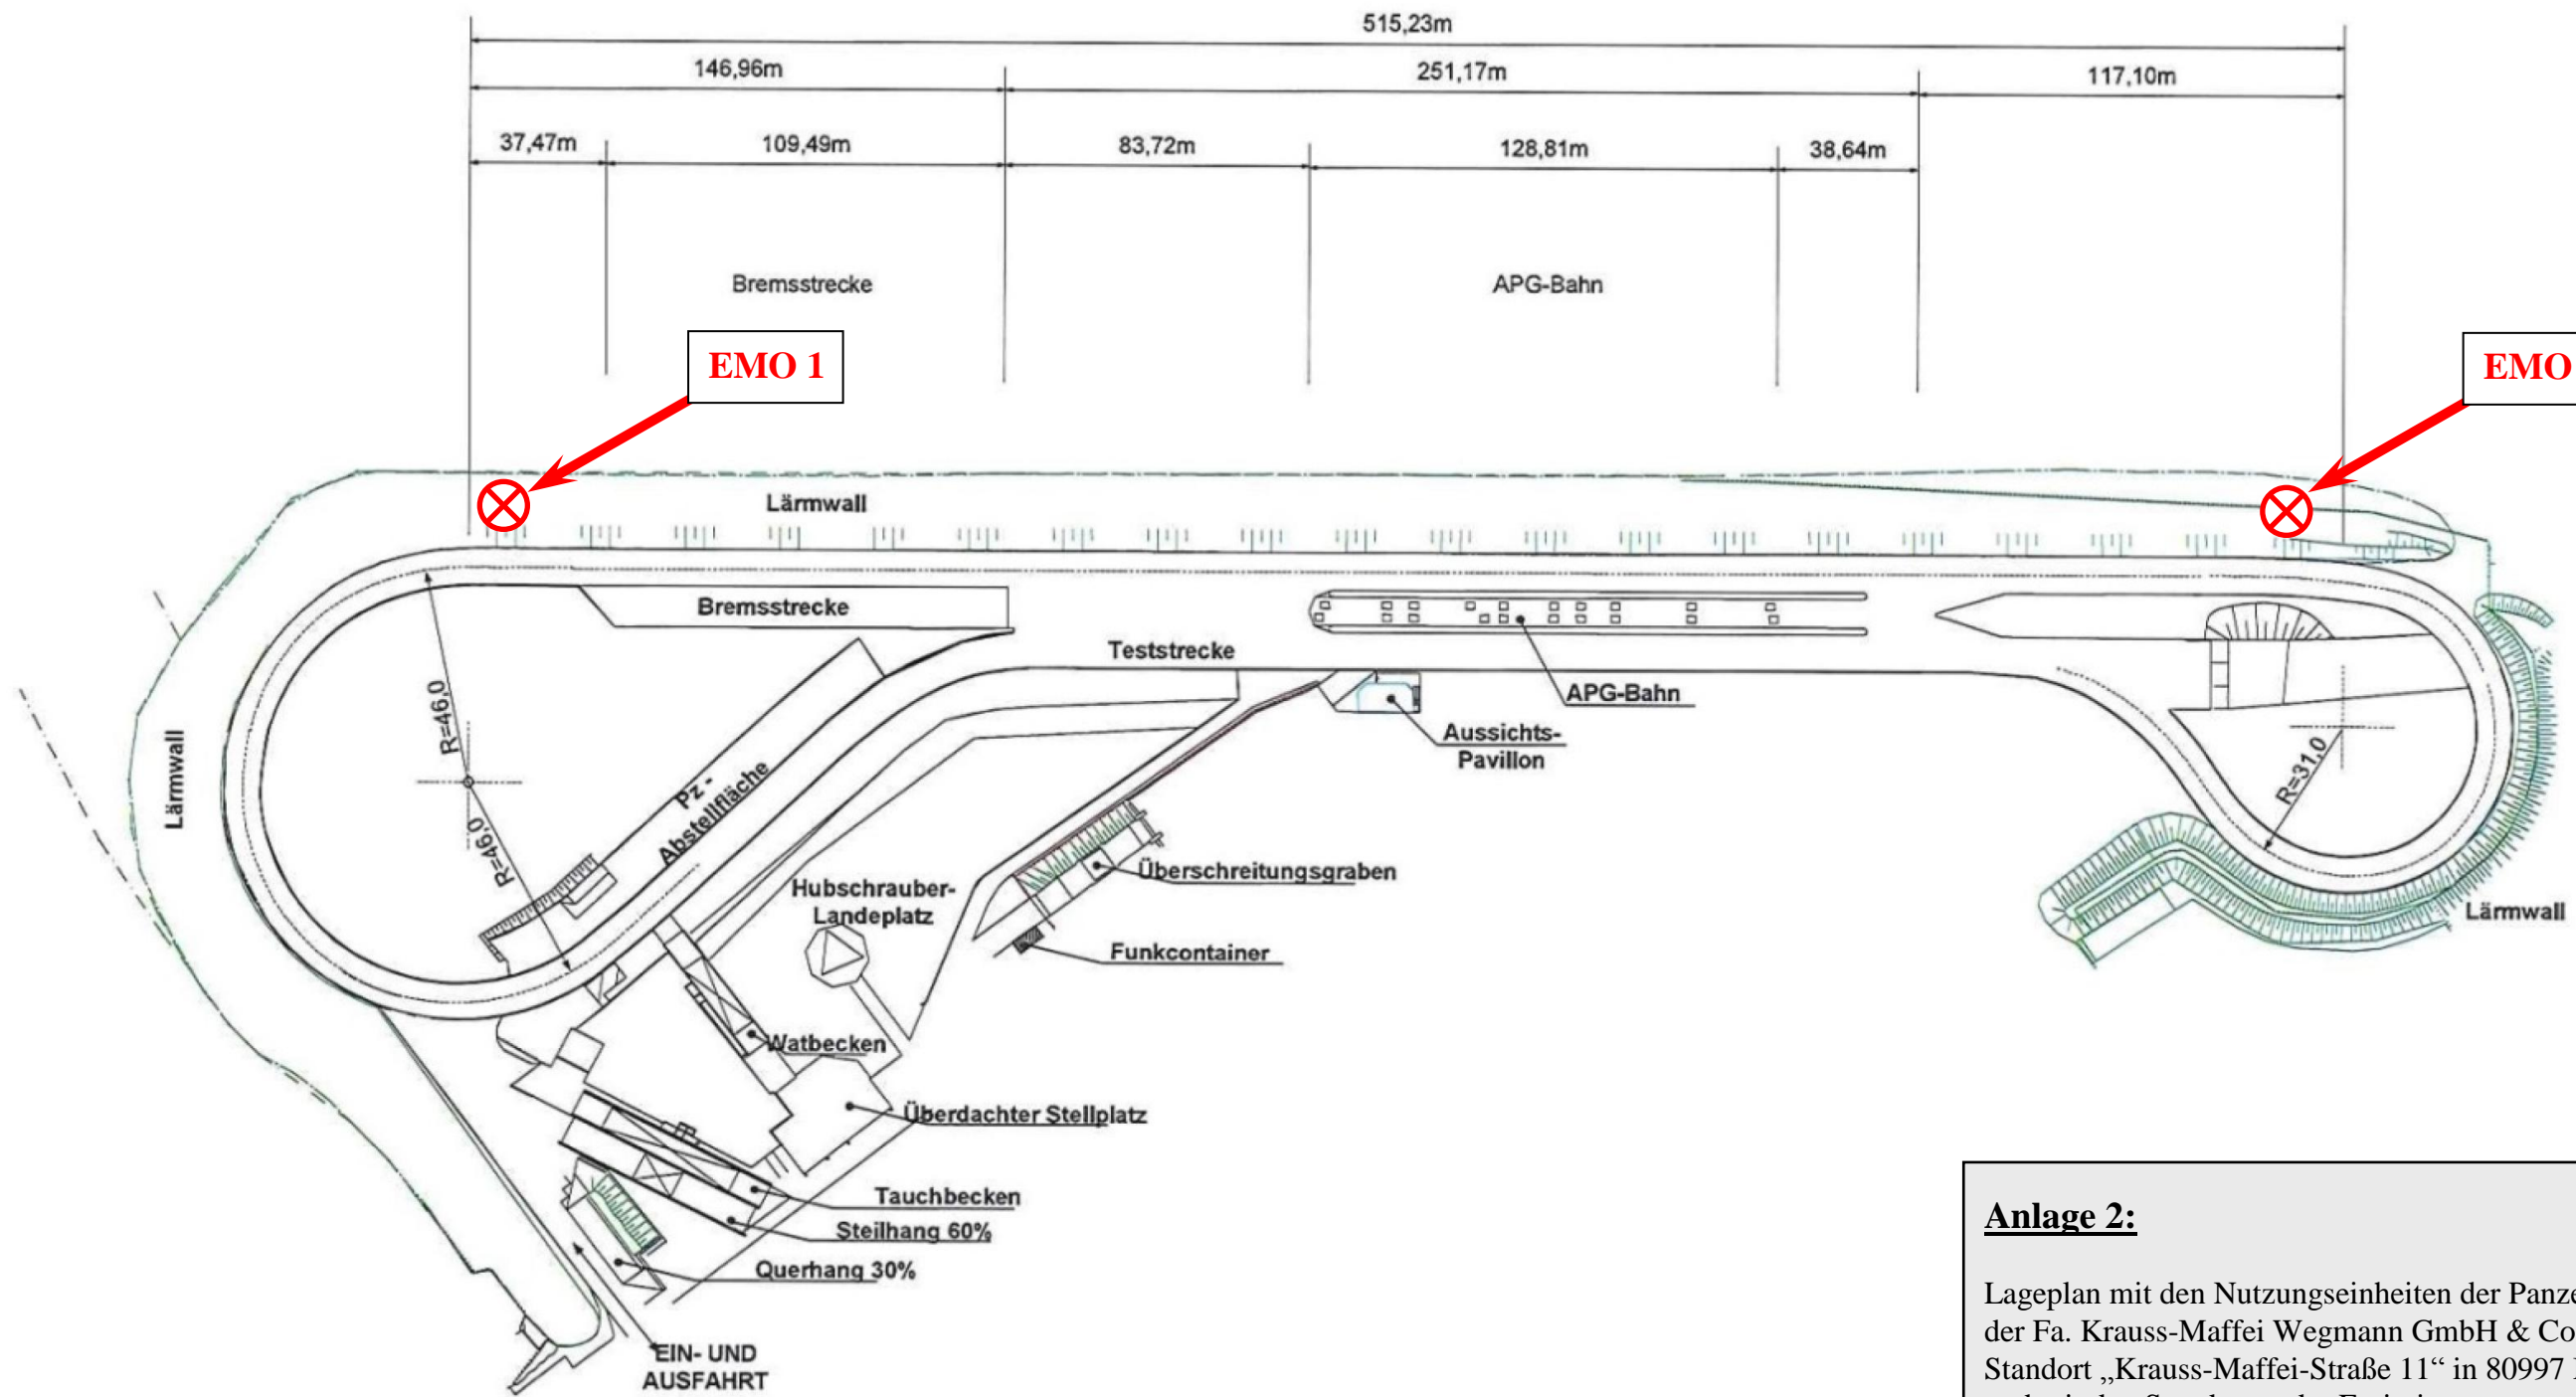 515,23m
146,96m
251,17m
117,10m
37,47m
109,49m
83,72m
128,81m
38,64m
Bremsstrecke
APG-Bahn
EMO 1
EMO
Lärmwall
Bremsstrecke
Teststrecke
APG-Bahn
Aussichts-
Pavillon
R=46,0
R=46,0
R=31,0
Lärmwall
Pz -
Abstellfläche
Überschreitungsgraben
Hubschrauber-
Landeplatz
Funkcontainer
Lärmwall
Watbecken
Überdachter Stellplatz
Tauchbecken
Steilhang 60%
Querhang 30%
EIN- UND
AUSFAHRT
Anlage 2:
Lageplan mit den Nutzungseinheiten der Panze
der Fa. Krauss-Maffei Wegmann GmbH & Co
Standort „Krauss-Maffei-Straße 11“ in 80997